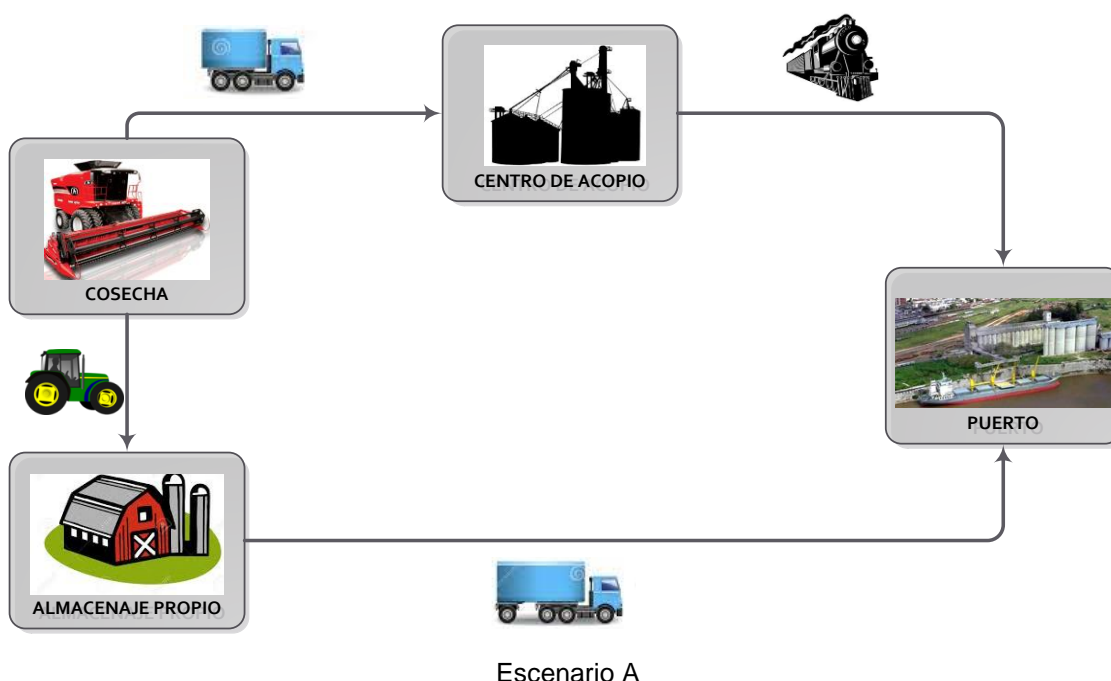 CENTRO DE ACOPIO
COSECHA
PUERTO
ALMACENAJE PROPIO
Escenario A